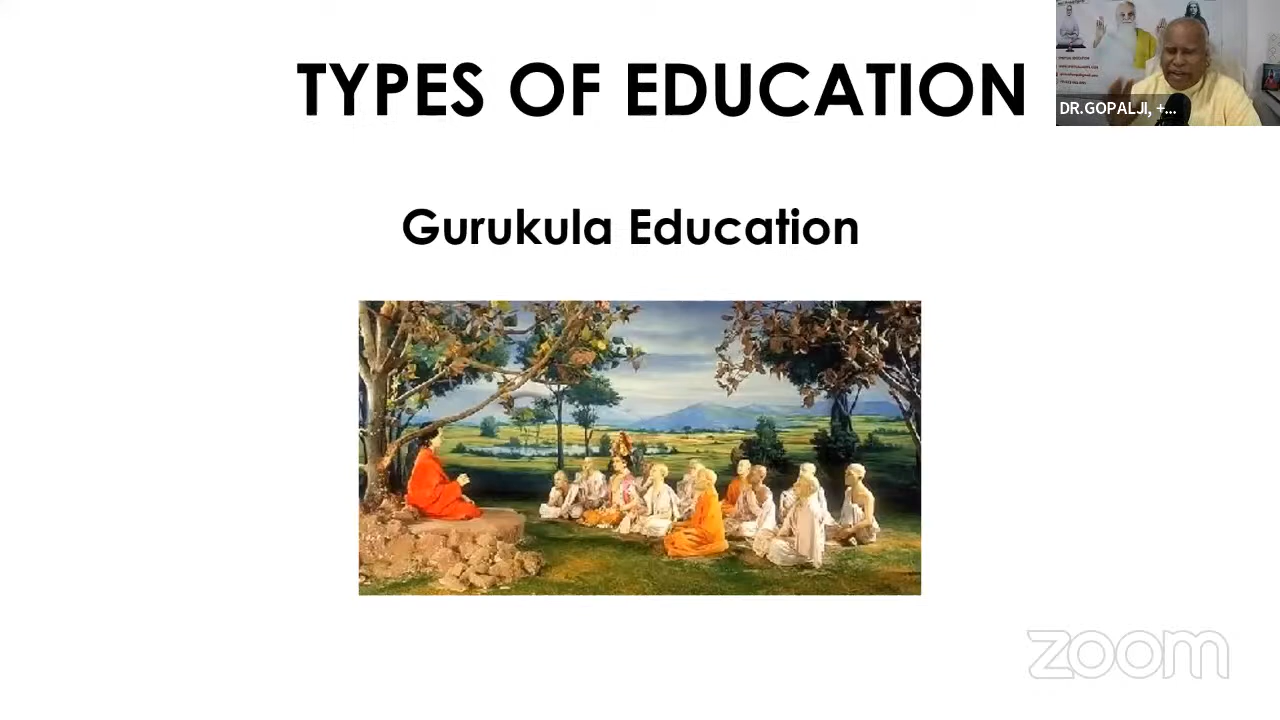 TYPES OF EDUCATION
Gurukula Education
DR.GOPALJI, +...
zoom